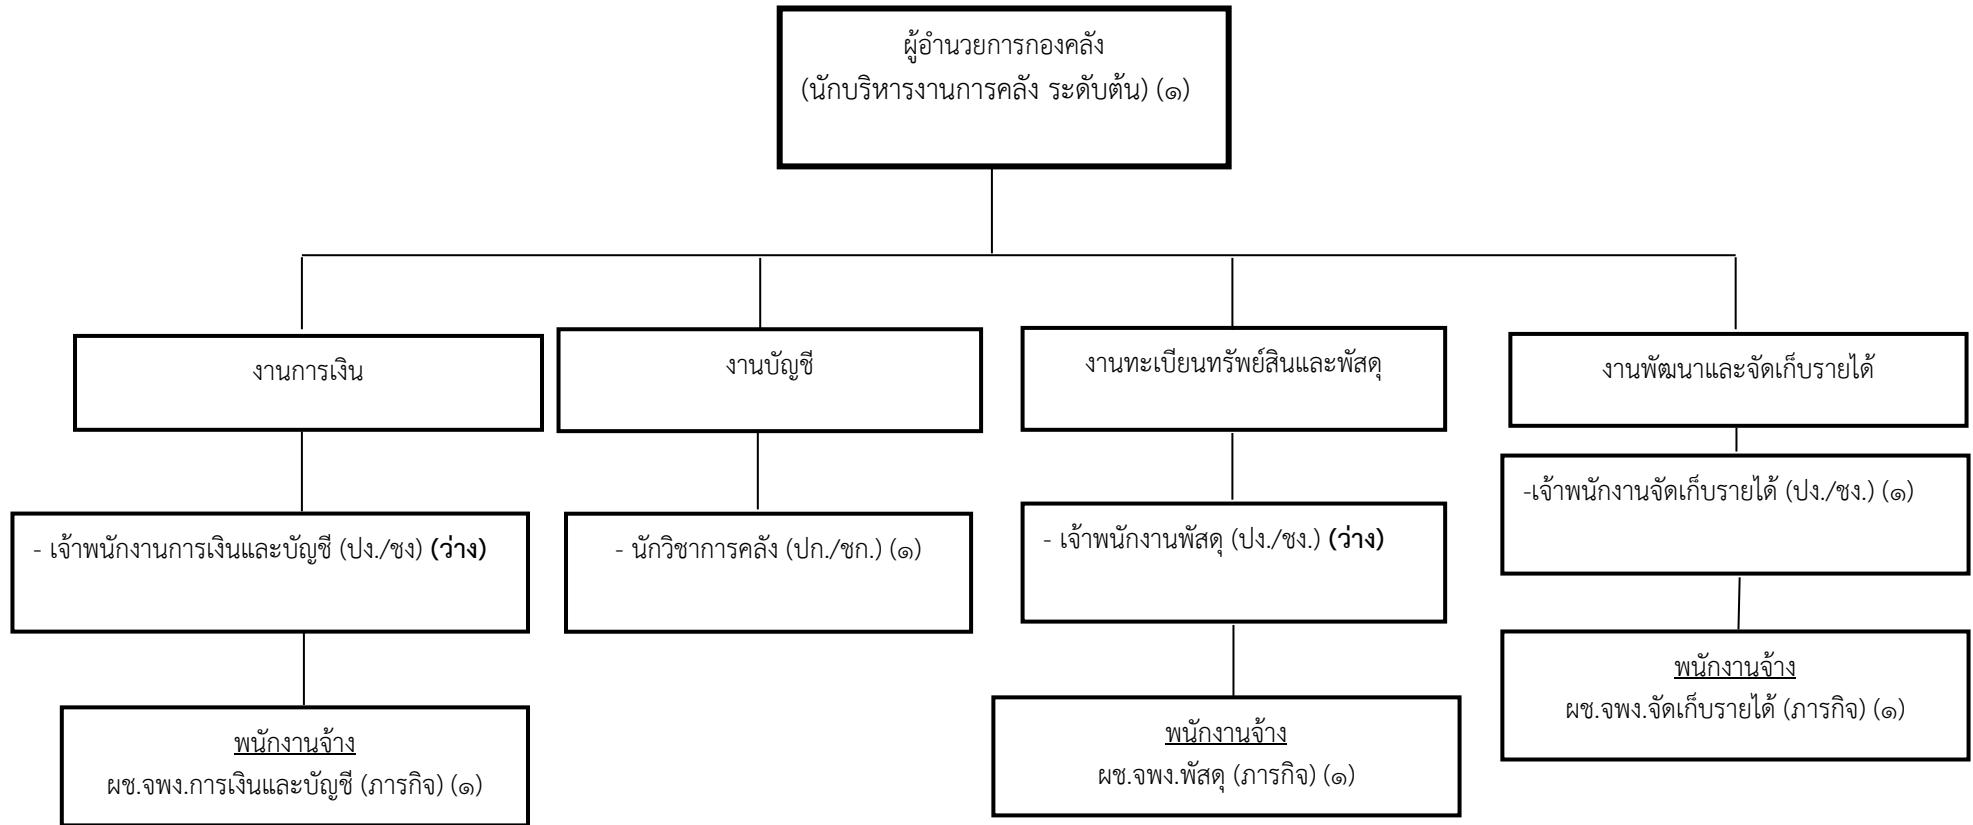 ผู้อำนวยการกองคลัง
(นักบริหารงานการคลัง ระดับต้น) (๑)
งานการเงิน
งานบัญชี
งานทะเบียนทรัพย์สินและพัสดุ
งานพัฒนาและจัดเก็บรายได้
- เจ้าพนักงานการเงินและบัญชี (ปง./ชง) (ว่าง)
- นักวิชาการคลัง (ปก./ชก.) (๑)
- เจ้าพนักงานพัสดุ (ปง./ชง.) (ว่าง)
-เจ้าพนักงานจัดเก็บรายได้ (ปง./ชง.) (๑)
พนักงานจ้าง
ผช.จพง.การเงินและบัญชี (ภารกิจ) (๑)
พนักงานจ้าง
ผช.จพง.พัสดุ (ภารกิจ) (๑)
พนักงานจ้าง
ผช.จพง.จัดเก็บรายได้ (ภารกิจ) (๑)